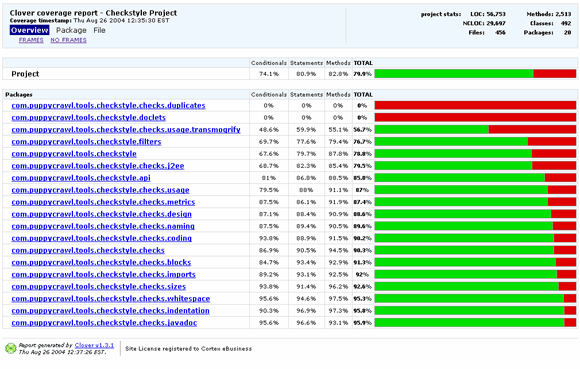 Clover coverage report - Checkstyle Project
Coverage timestamp: Thu Aug 26 2004 12:35:30 EST
project stats: LOC: 56,753 Methods: 2,513
NCLOC: 29,697 Classes: 492
Files: 456 Packages: 20
Overview Package File
FRAMES NO FRAMES
Conditionals Statements Methods TOTAL
Project 74.1% 80.9% 82.8% 79.9%
Packages Conditionals Statements Methods TOTAL
com.puppycrawl.tools.checkstyle.checks.duplicates 0% 0% 0% 0%
com.puppycrawl.tools.checkstyle.doclets 0% 0% 0% 0%
com.puppycrawl.tools.checkstyle.checks.usage.transmogrify 48.6% 59.9% 55.1% 56.7%
com.puppycrawl.tools.checkstyle.filters 69.7% 77.6% 79.4% 76.7%
com.puppycrawl.tools.checkstyle 67.6% 79.7% 87.8% 78.8%
com.puppycrawl.tools.checkstyle.checks.j2ee 68.7% 82.3% 85.4% 79.5%
com.puppycrawl.tools.checkstyle.api 81% 86.8% 88.5% 85.8%
com.puppycrawl.tools.checkstyle.checks.usage 79.5% 88% 91.1% 87%
com.puppycrawl.tools.checkstyle.checks.metrics 87.5% 86.1% 91.9% 87.4%
com.puppycrawl.tools.checkstyle.checks.design 87.1% 88.4% 90.9% 88.6%
com.puppycrawl.tools.checkstyle.checks.naming 87.5% 89.4% 90.5% 89.6%
com.puppycrawl.tools.checkstyle.checks.coding 93.8% 88.9% 91.5% 90.2%
com.puppycrawl.tools.checkstyle.checks 86.9% 90.5% 94.5% 90.3%
com.puppycrawl.tools.checkstyle.checks.blocks 84.7% 93.4% 92.9% 91.3%
com.puppycrawl.tools.checkstyle.checks.imports 89.2% 93.1% 92.5% 92%
com.puppycrawl.tools.checkstyle.checks.sizes 93.8% 91.4% 96.2% 92.6%
com.puppycrawl.tools.checkstyle.checks.whitespace 95.6% 94.6% 97.5% 95.3%
com.puppycrawl.tools.checkstyle.checks.indentation 90.3% 96.9% 97.3% 95.8%
com.puppycrawl.tools.checkstyle.checks.javadoc 95.6% 96.6% 93.1% 95.9%
Report generated by Clover v1.3.1
Thu Aug 26 2004 12:37:26 EST.
Site License registered to Cortex eBusiness